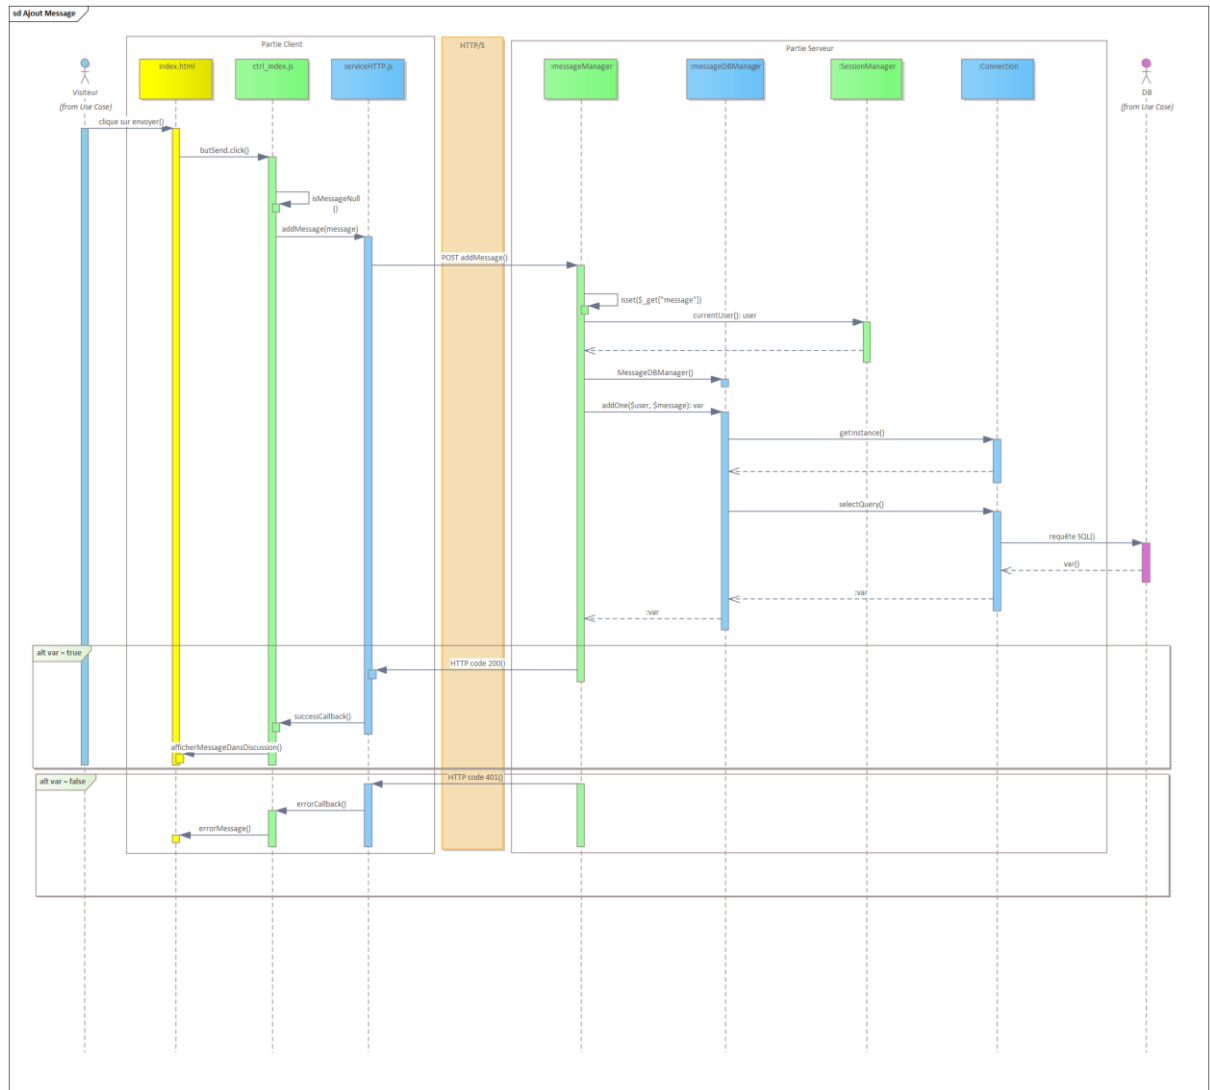 sd Ajout Message
Partie Client
HTTP/S
Partie Serveur
index.html
ctrl_index.js
serviceHTTP.js
:messageManager
:messageDBManager
:SessionManager
:Connection
Visiteur
(from Use Case)
DB
(from Use Case)
clique sur envoyer()
butSend.click()
isMessageNull
()
addMessage(message)
POST addMessage()
isset($_get["message"])
currentUser(): user
MessageDBManager()
addOne($user, $message): var
getInstance()
selectQuery()
requête SQL()
var()
:var
:var
alt var = true
HTTP code 200()
successCallback()
afficherMessageDansDiscussion()
alt var = false
HTTP code 401()
errorCallback()
errorMessage()